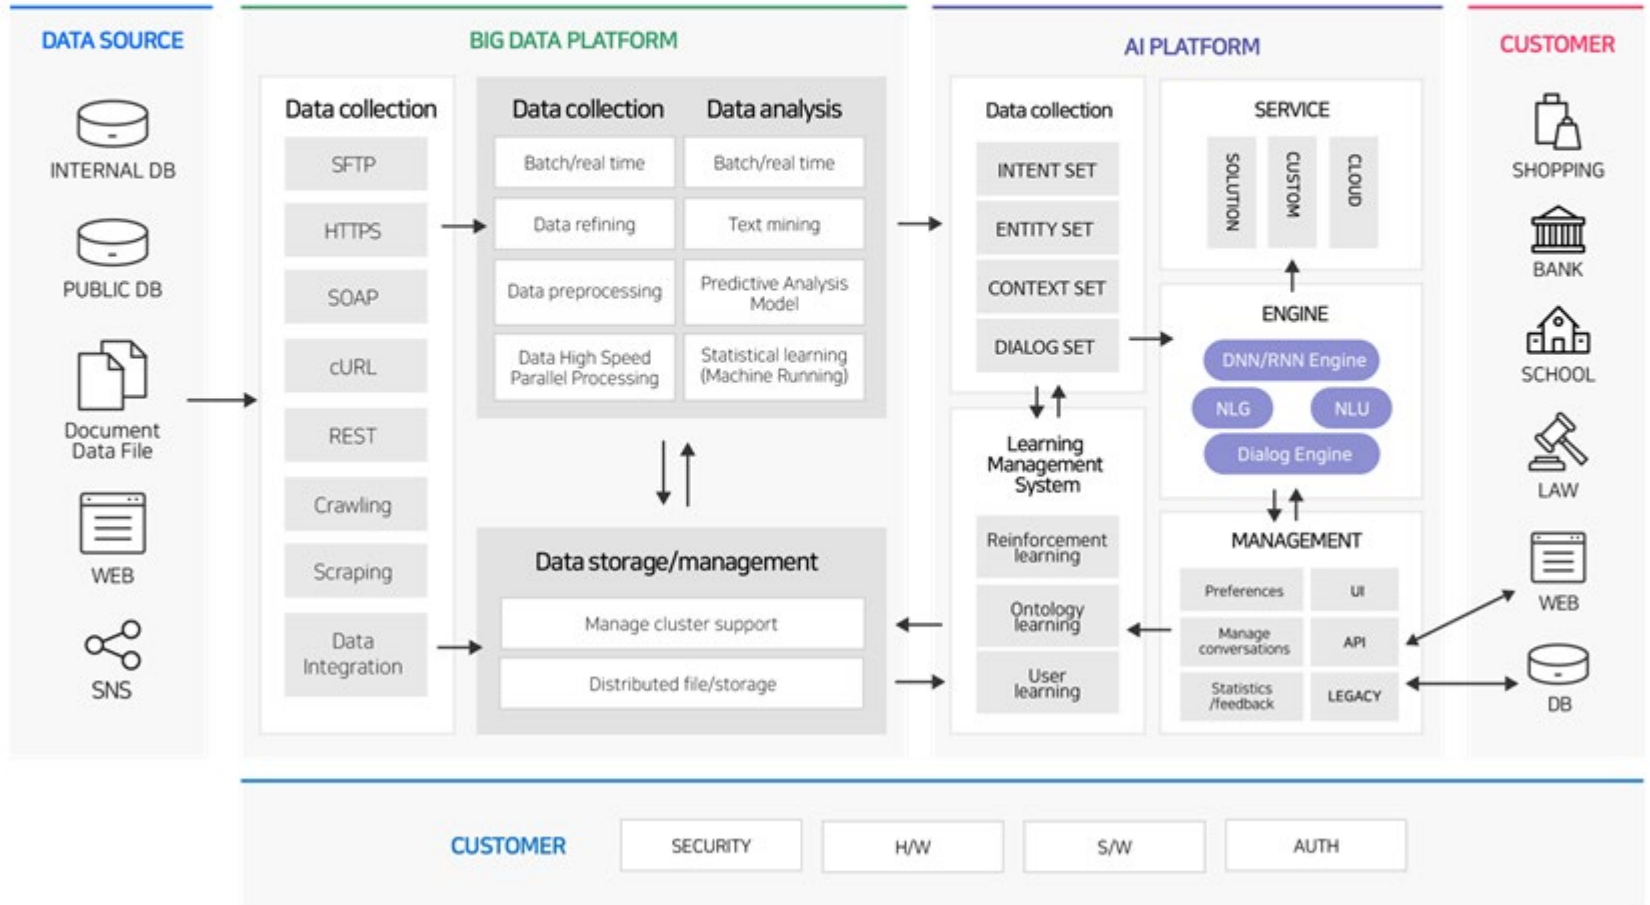 DATA SOURCE
INTERNAL DB
PUBLIC DB
Document
Data File
WEB
SNS
BIG DATA PLATFORM
Data collection
SFTP
HTTPS
SOAP
cURL
REST
Crawling
Scraping
Data
Integration
Data collection
Batch/real time
Data refining
Data preprocessing
Data High Speed
Parallel Processing
Data analysis
Batch/real time
Text mining
Predictive Analysis
Model
Statistical learning
(Machine Running)
Data storage/management
Manage cluster support
Distributed file/storage
AI PLATFORM
Data collection
INTENT SET
ENTITY SET
CONTEXT SET
DIALOG SET
Learning
Management
System
Reinforcement
learning
Ontology
learning
User
learning
SERVICE
SOLUTION
CUSTOM
CLOUD
ENGINE
DNN/RNN Engine
NLG
NLU
Dialog Engine
MANAGEMENT
Preferences
UI
Manage
conversations
API
Statistics
/feedback
LEGACY
CUSTOMER
SHOPPING
BANK
SCHOOL
LAW
WEB
DB
CUSTOMER
SECURITY
H/W
S/W
AUTH